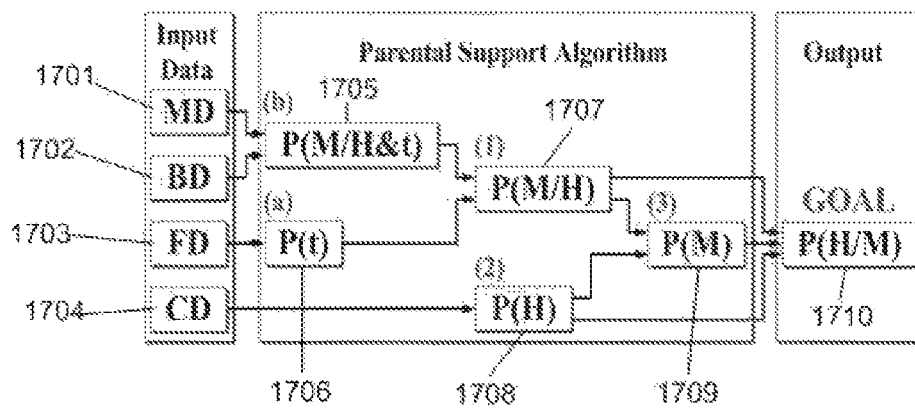 Input
Data
Parental Support Algorithm
Output
1701
1702
1703
1704
MD
BD
FD
CD
(b)
1705
P(M/H&t)
(a)
P(t)
1706
(1)
1707
P(M/H)
(2)
P(H)
1708
(3)
P(M)
1709
GOAL
P(H/M)
1710